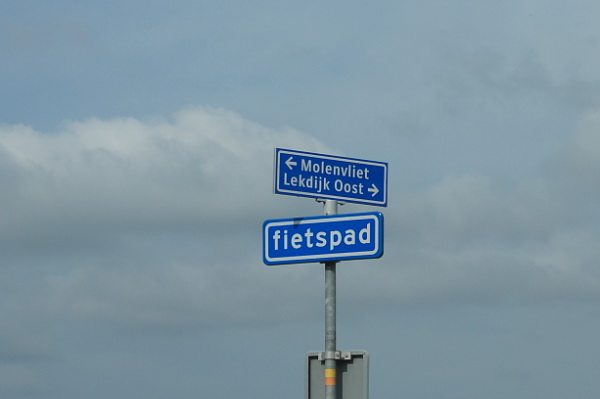 ← Molenvliet
Lekdijk Oost →
fietspad